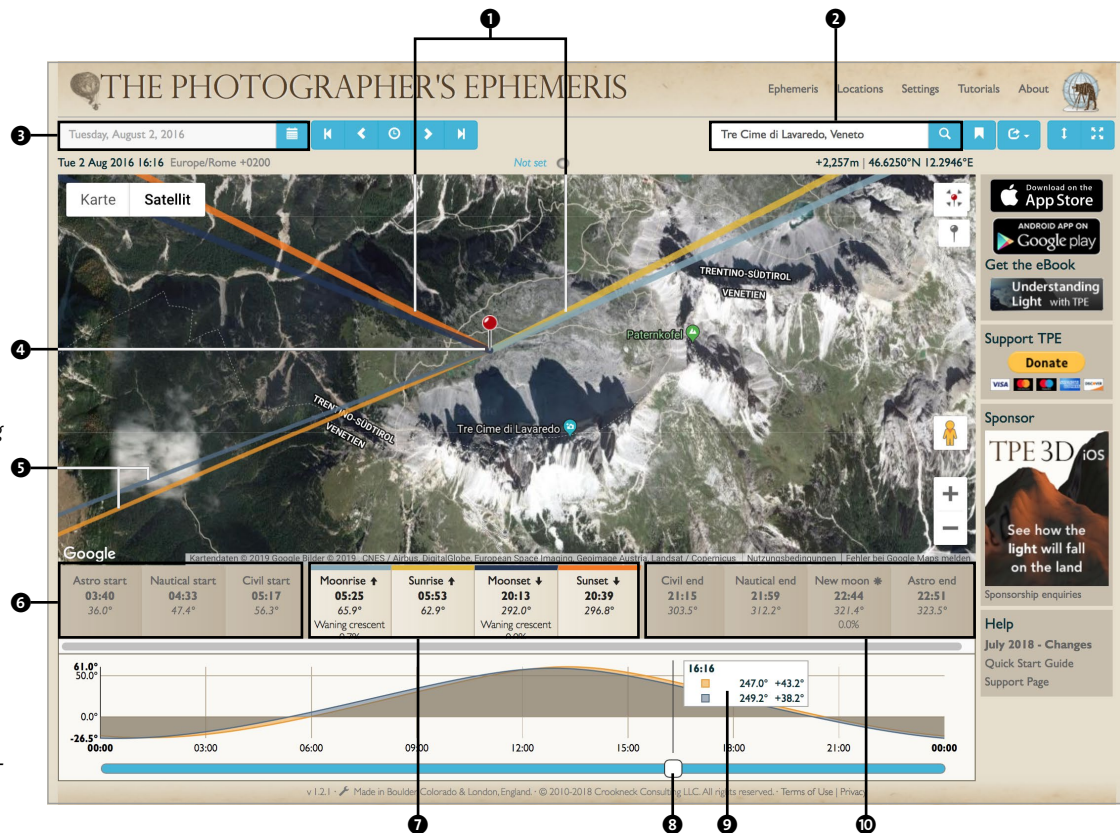 ❶
❷
THE PHOTOGRAPHER'S EPHEMERIS
Ephemeris Locations Settings Tutorials About
❸
Tuesday, August 2, 2016
Tre Cime di Lavaredo, Veneto
Tue 2 Aug 2016 16:16 Europe/Rome +0200
Not set
+2,257m | 46.6250°N 12.2946°E
Karte Satellit
TRENTINO-SÜDTIROL
VENETIEN
Paternkofel
❹
TRENTINO-SÜDTIROL
VENETIEN
Tre Cime di Lavaredo
g
❺
Google
Kartendaten © 2019 Google Bilder © 2019 , CNES / Airbus, DigitalGlobe, European Space Imaging, Geoimage Austria, Landsat / Copernicus | Nutzungsbedingungen | Fehler bei Google Maps melden
Download on the
App Store
ANDROID APP ON
Google play
Get the eBook
Understanding
Light with TPE
Support TPE
Donate
VISA
Sponsor
TPE 3D iOS
See how the
light will fall
on the land
Sponsorship enquiries
Help
July 2018 - Changes
Quick Start Guide
Support Page
❻
Astro start Nautical start Civil start Moonrise Sunrise Moonset Sunset Civil end Nautical end New moon Astro end
03:40 04:33 05:17 05:25 05:53 20:13 20:39 21:15 21:59 22:44 22:51
36.0° 47.4° 56.3° 65.9° 62.9° 292.0° 296.8° 303.5° 312.2° 321.4° 323.5°
Waning crescent Waning crescent 0.0%
61.0°
50.0°
0.0°
-26.5°
16:16
247.0° +43.2°
249.2° +38.2°
00:00 03:00 06:00 09:00 12:00 15:00 18:00 21:00 00:00
v 1.2.1 · Made in Boulder, Colorado & London, England. · © 2010-2018 Crookneck Consulting LLC. All rights reserved. · Terms of Use | Privacy
❼
❽
❾
❿